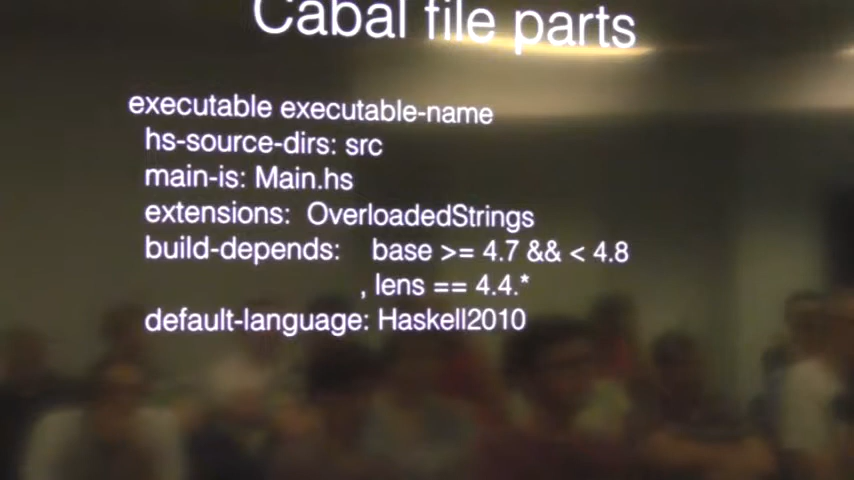 Cabal file parts
executable executable-name
hs-source-dirs: src
main-is: Main.hs
extensions: OverloadedStrings
build-depends: base >= 4.7 && < 4.8
, lens == 4.4.*
default-language: Haskell2010